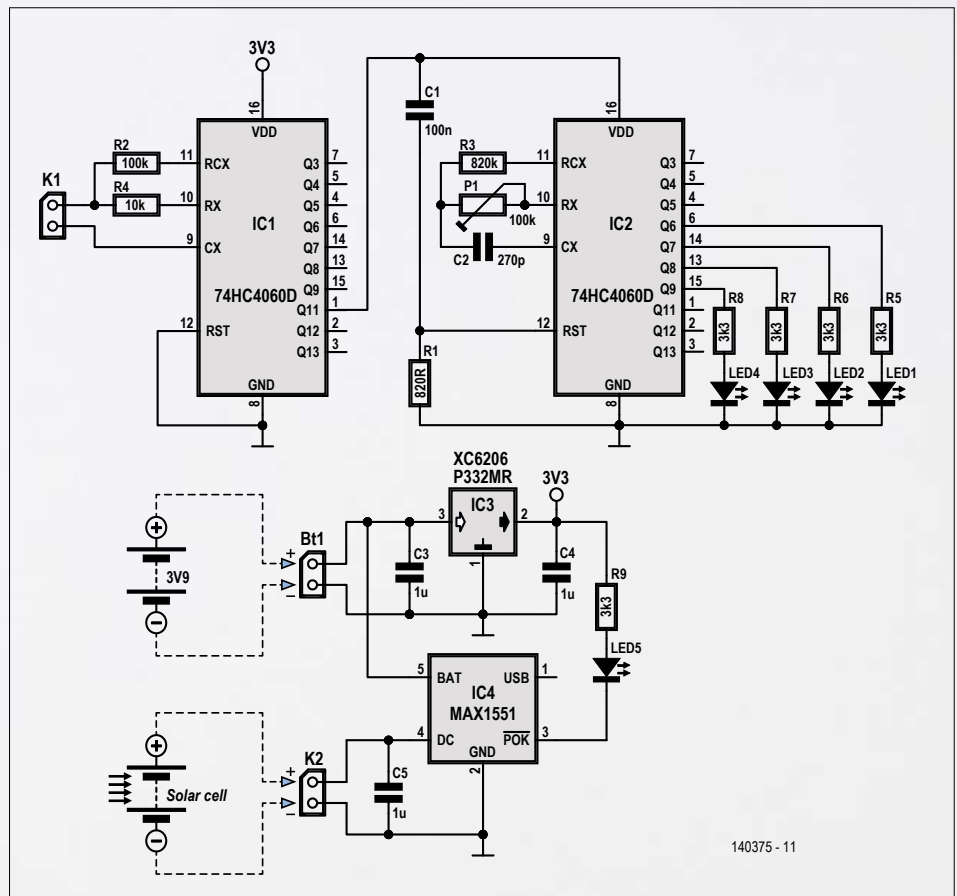 3V3
16
VDD
R2
100k
11
RCX
Q3
7
Q4
5
R4
10k
10
RX
Q5
4
K1
IC1
Q6
6
9
CX
Q7
14
Q8
13
Q9
15
74HC4060D
Q11
1
12
RST
Q12
2
Q13
3
GND
8
C1
100n
R1
820R
16
VDD
R3
820k
11
RCX
Q3
7
P1
Q4
5
100k
10
RX
Q5
4
IC2
Q6
6
C2
270p
9
CX
Q7
14
Q8
13
Q9
15
74HC4060D
Q11
1
12
RST
Q12
2
Q13
3
GND
8
R8
3k3
R7
3k3
R6
3k3
R5
3k3
LED4
LED3
LED2
LED1
XC6206
P332MR
IC3
3
2
1
3V3
+
3V9
−
Bt1
+
−
C3
1u
C4
1u
R9
3k3
LED5
5
BAT
USB
1
IC4
MAX1551
4
DC
POK
3
GND
2
+
Solar cell
−
K2
+
−
C5
1u
140375 - 11